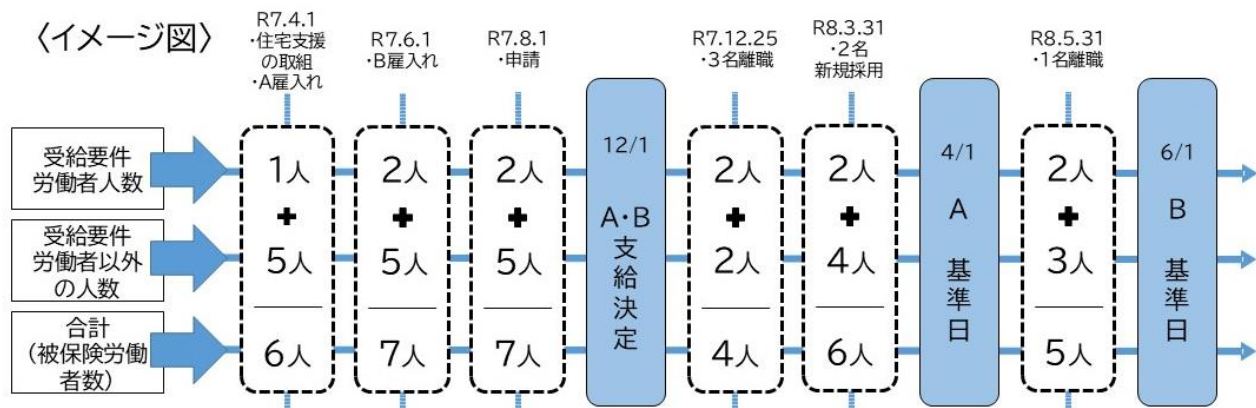 〈イメージ図〉
R7.4.1
・住宅支援
の取組
・A雇入れ
R7.6.1
・B雇入れ
R7.8.1
・申請
R7.12.25
・3名離職
R8.3.31
・2名
新規採用
R8.5.31
・1名離職
受給要件
労働者人数
1人
2人
2人
2人
2人
2人
+
+
+
+
+
+
受給要件
労働者以外
の人数
5人
5人
5人
2人
4人
3人
合計
(被保険労働
者数)
6人
7人
7人
4人
6人
5人
12/1
A・B支給決定
4/1
A 基準日
6/1
B 基準日